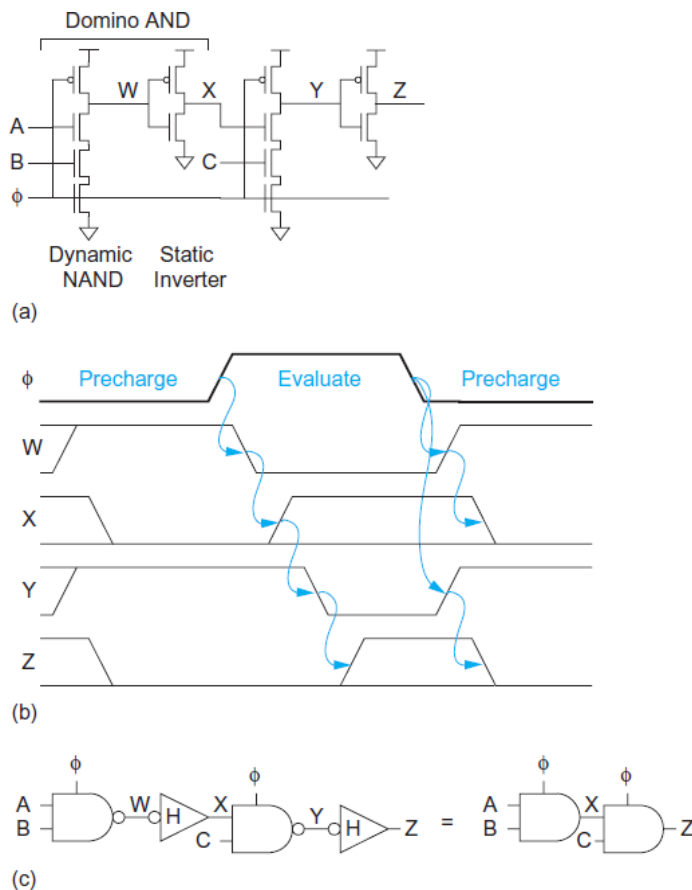 Domino AND
W X Y Z
A
B C
ϕ
Dynamic NAND
Static Inverter
(a)
ϕ Precharge Evaluate Precharge
W
X
Y
Z
(b)
ϕ ϕ ϕ ϕ
A W H X Y H Z = A X Z
B C B C
(c)